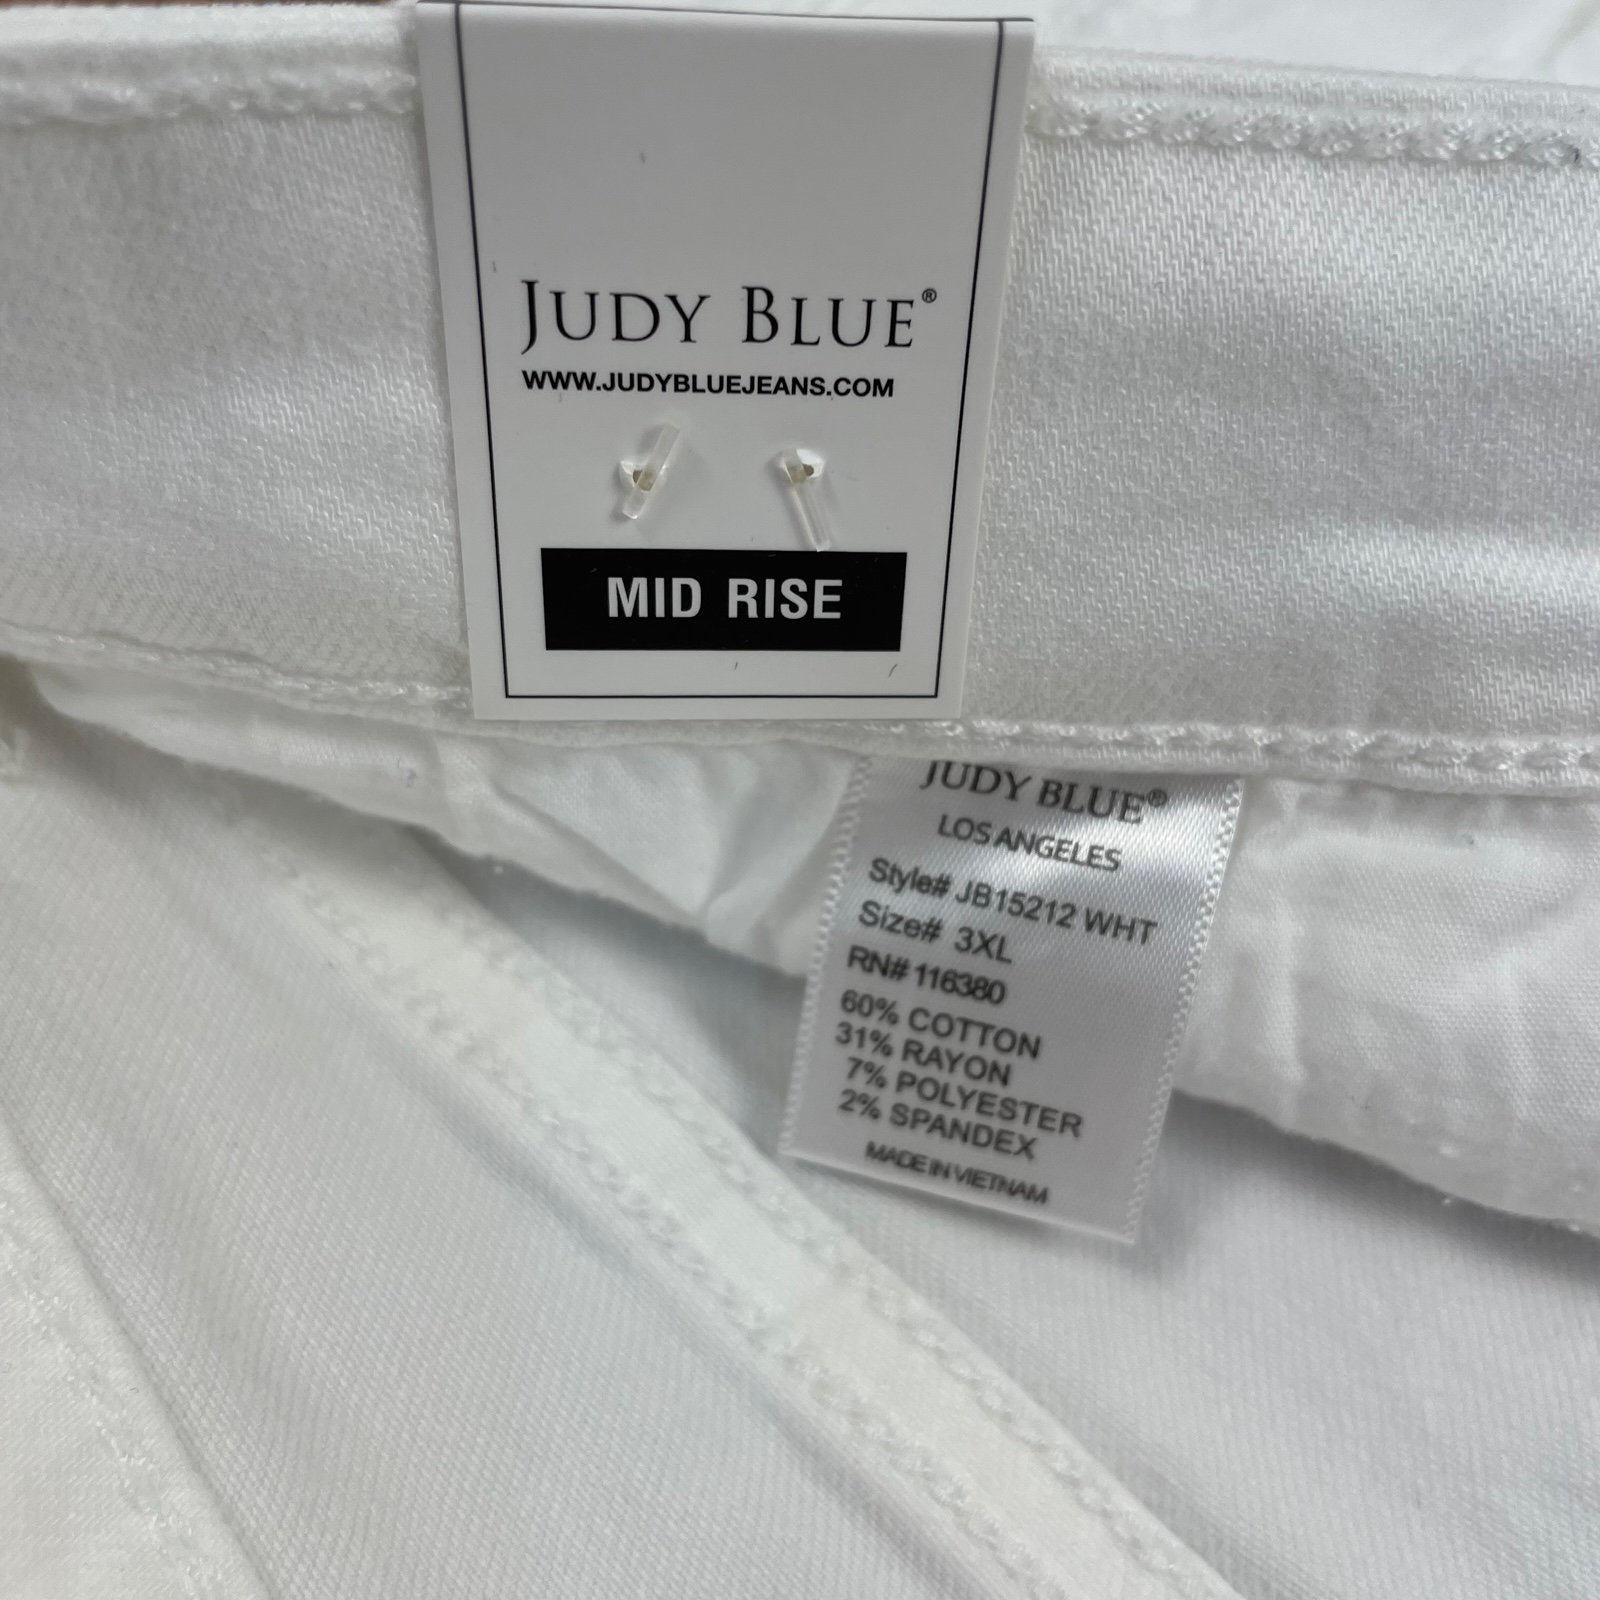 JUDY BLUE®
WWW.JUDYBLUEJEANS.COM
MID RISE
JUDY BLUE®
LOS ANGELES
Style# JB15212 WHT
Size# 3XL
RN# 116380
60% COTTON
31% RAYON
7% POLYESTER
2% SPANDEX
MADE IN VIETNAM